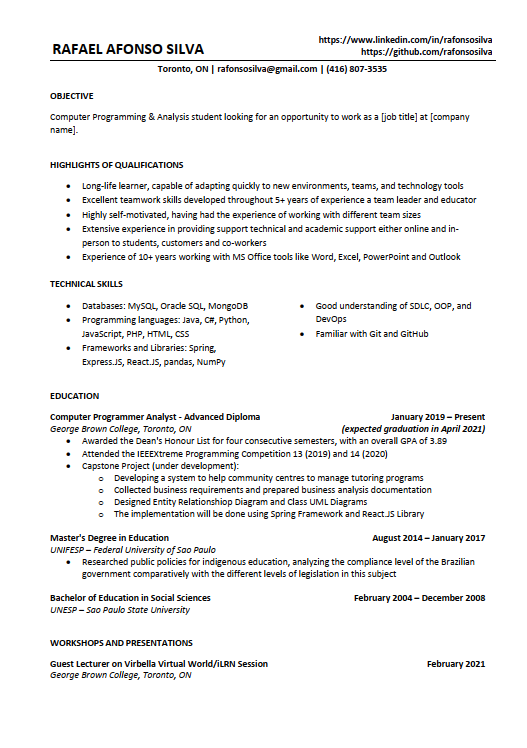 https://www.linkedin.com/in/rafonsosilva
RAFAEL AFONSO SILVA
https://github.com/rafonsosilva
Toronto, ON | rafonsosilva@gmail.com | (416) 807-3535
OBJECTIVE
Computer Programming & Analysis student looking for an opportunity to work as a [job title] at [company
name].
HIGHLIGHTS OF QUALIFICATIONS
• Long-life learner, capable of adapting quickly to new environments, teams, and technology tools
• Excellent teamwork skills developed throughout 5+ years of experience a team leader and educator
• Highly self-motivated, having had the experience of working with different team sizes
• Extensive experience in providing support technical and academic support either online and in-
person to students, customers and co-workers
• Experience of 10+ years working with MS Office tools like Word, Excel, PowerPoint and Outlook
TECHNICAL SKILLS
• Databases: MySQL, Oracle SQL, MongoDB
• Programming languages: Java, C#, Python,
JavaScript, PHP, HTML, CSS
• Frameworks and Libraries: Spring,
Express.JS, React.JS, pandas, NumPy
• Good understanding of SDLC, OOP, and
DevOps
• Familiar with Git and GitHub
EDUCATION
Computer Programmer Analyst - Advanced Diploma January 2019 – Present
George Brown College, Toronto, ON (expected graduation in April 2021)
• Awarded the Dean's Honour List for four consecutive semesters, with an overall GPA of 3.89
• Attended the IEEEXtreme Programming Competition 13 (2019) and 14 (2020)
• Capstone Project (under development):
o Developing a system to help community centres to manage tutoring programs
o Collected business requirements and prepared business analysis documentation
o Designed Entity Relationship Diagram and Class UML Diagrams
o The implementation will be done using Spring Framework and React.JS Library
Master's Degree in Education August 2014 – January 2017
UNIFESP – Federal University of Sao Paulo
• Researched public policies for indigenous education, analyzing the compliance level of the Brazilian
government comparatively with the different levels of legislation in this subject
Bachelor of Education in Social Sciences February 2004 – December 2008
UNESP – Sao Paulo State University
WORKSHOPS AND PRESENTATIONS
Guest Lecturer on Virbella Virtual World/iLRN Session February 2021
George Brown College, Toronto, ON